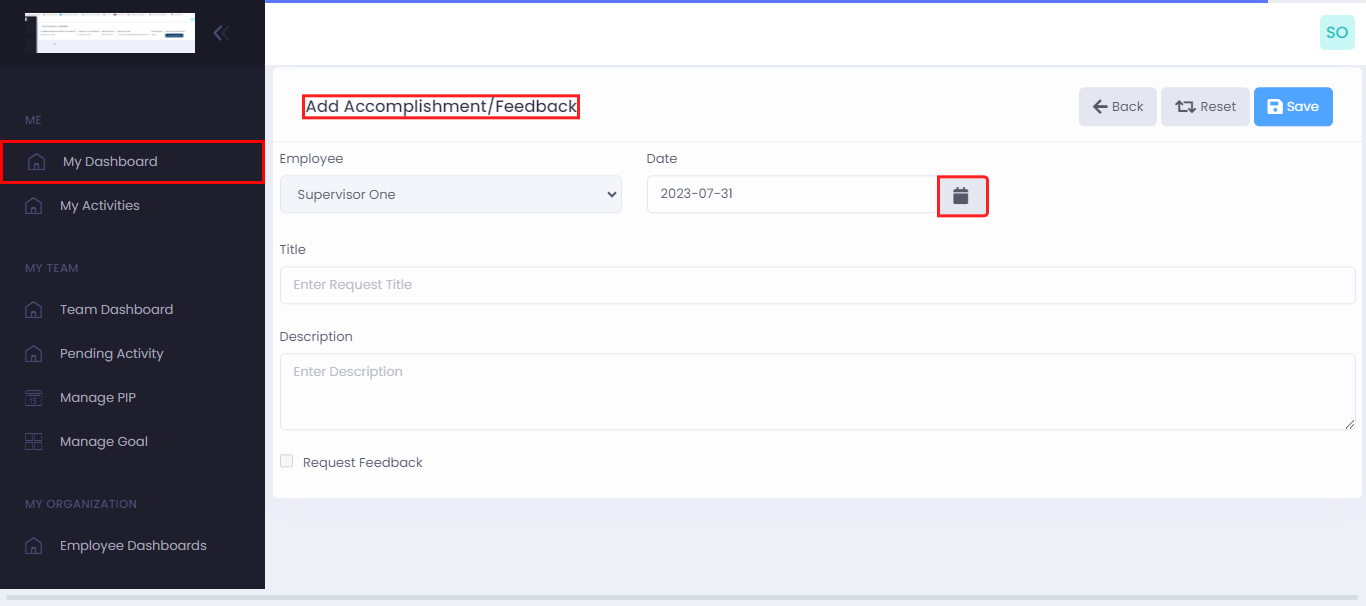 SO
ME
My Dashboard
My Activities
MY TEAM
Team Dashboard
Pending Activity
Manage PIP
Manage Goal
MY ORGANIZATION
Employee Dashboards
Add Accomplishment/Feedback
Back
Reset
Save
Employee
Date
Supervisor One
2023-07-31
Title
Enter Request Title
Description
Enter Description
Request Feedback